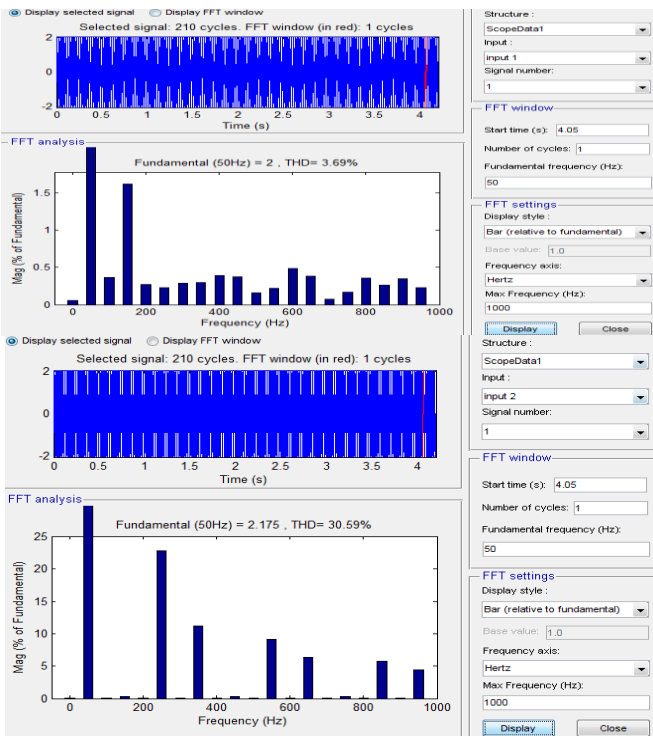 Display selected signal Display FFT window
Selected signal: 210 cycles. FFT window (in red): 1 cycles
2
0
-2
0 0.5 1 1.5 2 2.5 3 3.5 4
Time (s)
FFT analysis
Fundamental (50Hz) = 2 , THD= 3.69%
Mag (% of Fundamental)
1.5
1
0.5
0
0 200 400 600 800 1000
Frequency (Hz)
Structure :
ScopeData1
Input :
input 1
Signal number:
1
FFT window
Start time (s): 4.05
Number of cycles: 1
Fundamental frequency (Hz):
50
FFT settings
Display style :
Bar (relative to fundamental)
Base value: 1.0
Frequency axis:
Hertz
Max Frequency (Hz):
1000
Display Close
Display selected signal Display FFT window
Selected signal: 210 cycles. FFT window (in red): 1 cycles
2
0
-2
0 0.5 1 1.5 2 2.5 3 3.5 4
Time (s)
FFT analysis
Fundamental (50Hz) = 2.175 , THD= 30.59%
Mag (% of Fundamental)
25
20
15
10
5
0
0 200 400 600 800 1000
Frequency (Hz)
Structure :
ScopeData1
Input :
input 2
Signal number:
1
FFT window
Start time (s): 4.05
Number of cycles: 1
Fundamental frequency (Hz):
50
FFT settings
Display style :
Bar (relative to fundamental)
Base value: 1.0
Frequency axis:
Hertz
Max Frequency (Hz):
1000
Display Close